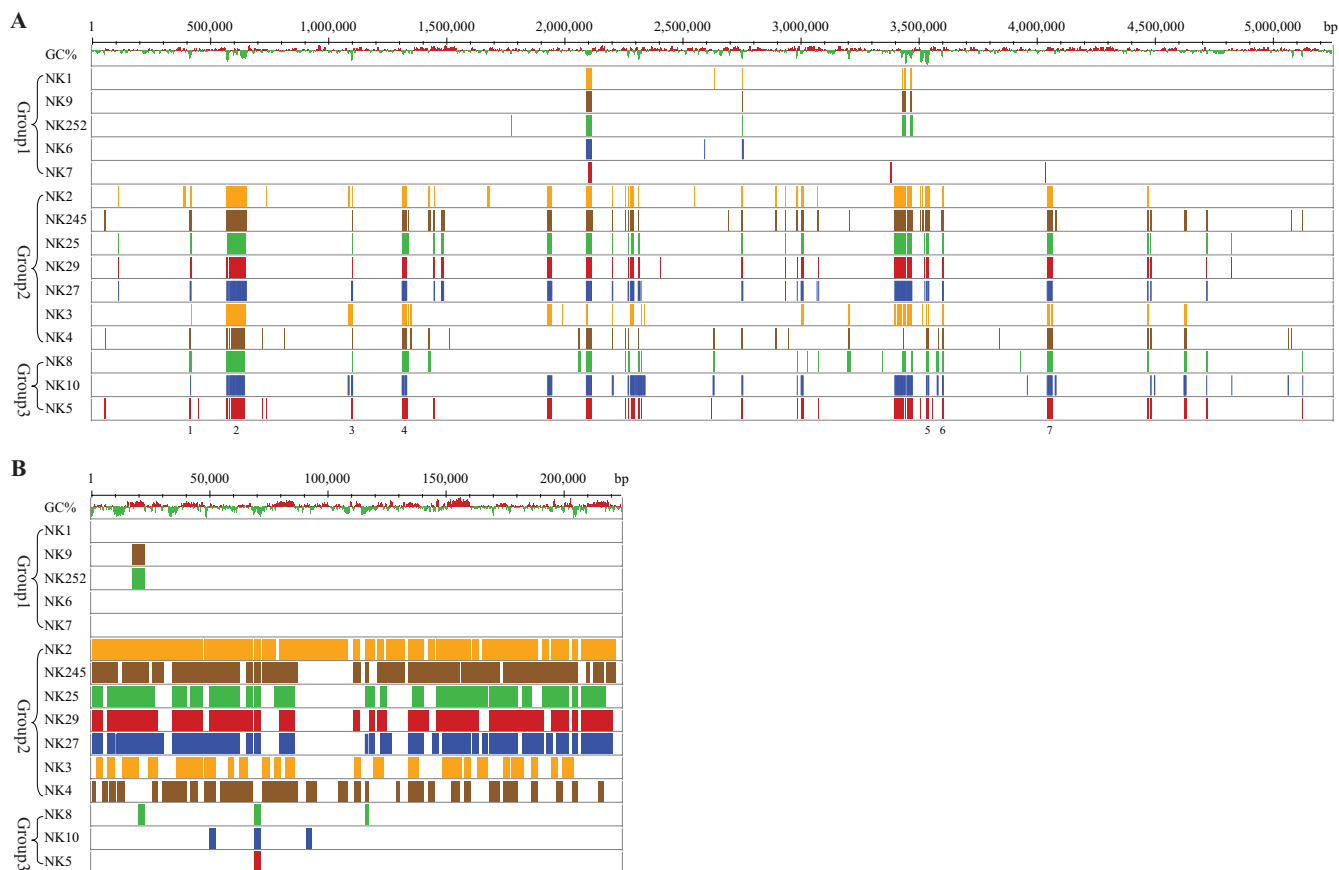 A
500,000 1,000,000 1,500,000 2,000,000 2,500,000 3,000,000 3,500,000 4,000,000 4,500,000 5,000,000 bp
GC%
Group1
NK1
NK9
NK252
NK6
NK7
Group2
NK2
NK245
NK25
NK29
NK27
NK3
NK4
Group3
NK8
NK10
NK5
1 2 3 4 5 6 7
B
1 50,000 100,000 150,000 200,000 bp
GC%
Group1
NK1
NK9
NK252
NK6
NK7
Group2
NK2
NK245
NK25
NK29
NK27
NK3
NK4
Group3
NK8
NK10
NK5